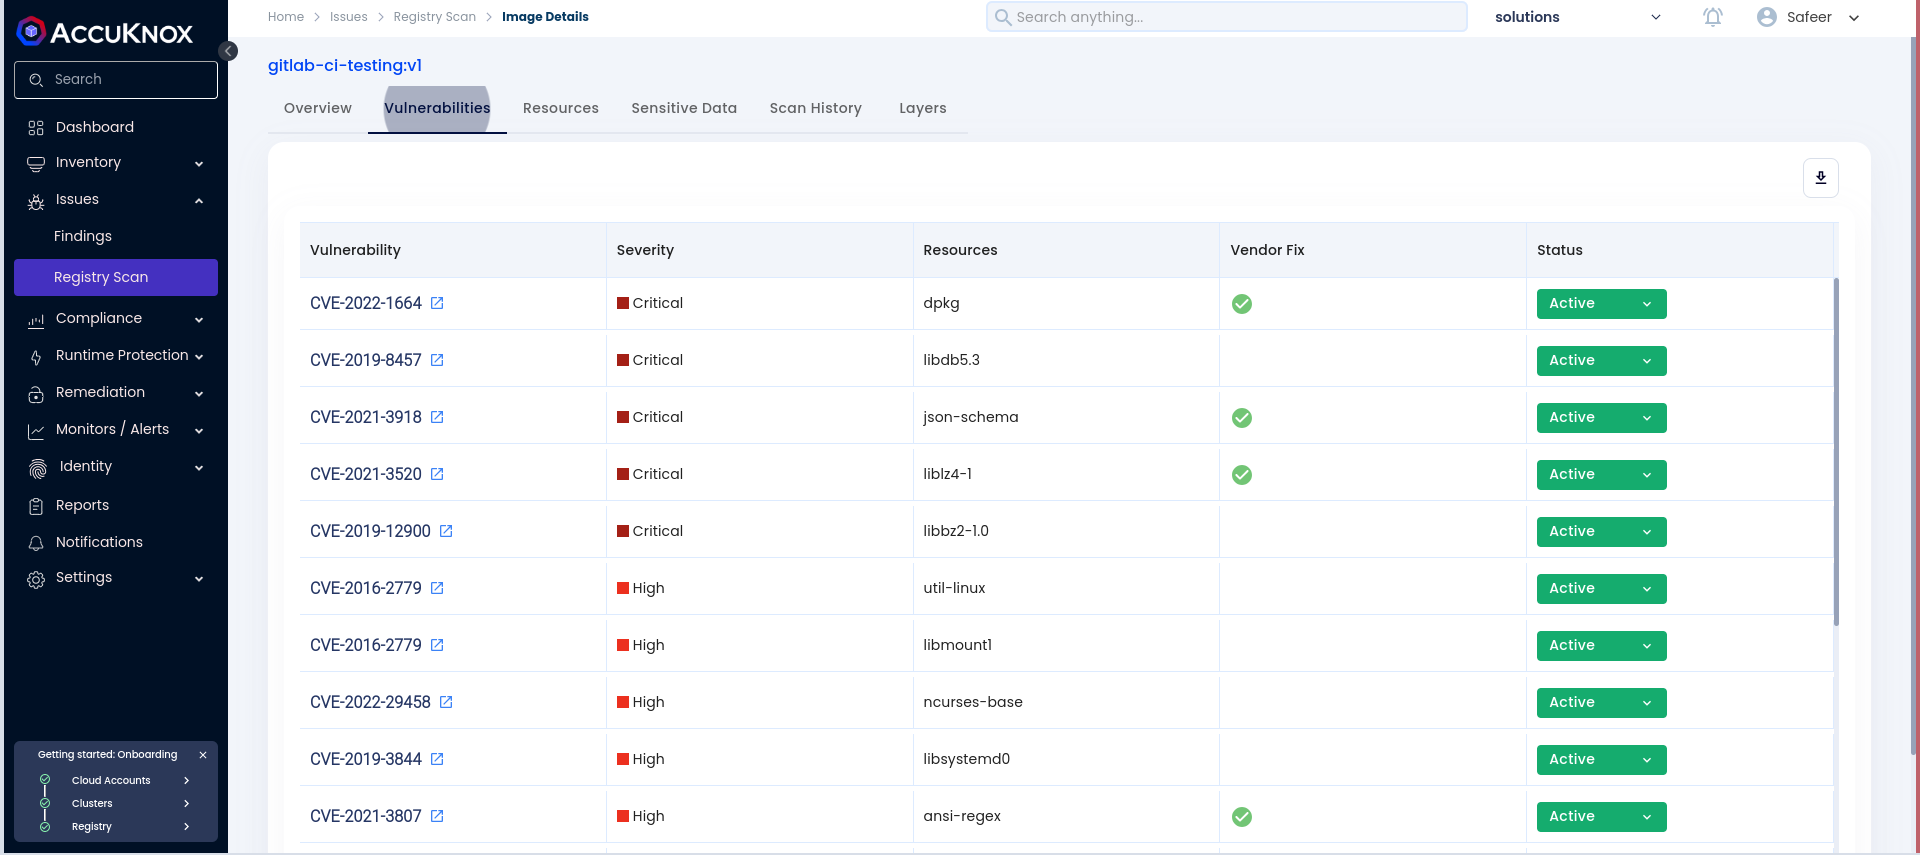 Home > Issues > Registry Scan > Image Details
Search anything...
solutions
Safeer
ACCUKNOX
Search
Dashboard
Inventory
Issues
Findings
Registry Scan
Compliance
Runtime Protection
Remediation
Monitors / Alerts
Identity
Reports
Notifications
Settings
Getting started: Onboarding
Cloud Accounts
Clusters
Registry
gitlab-ci-testing:v1
Overview Vulnerabilities Resources Sensitive Data Scan History Layers
Vulnerability Severity Resources Vendor Fix Status
CVE-2022-1664 Critical dpkg Active
CVE-2019-8457 Critical libdb5.3 Active
CVE-2021-3918 Critical json-schema Active
CVE-2021-3520 Critical liblz4-1 Active
CVE-2019-12900 Critical libbz2-1.0 Active
CVE-2016-2779 High util-linux Active
CVE-2016-2779 High libmount1 Active
CVE-2022-29458 High ncurses-base Active
CVE-2019-3844 High libsystemd0 Active
CVE-2021-3807 High ansi-regex Active